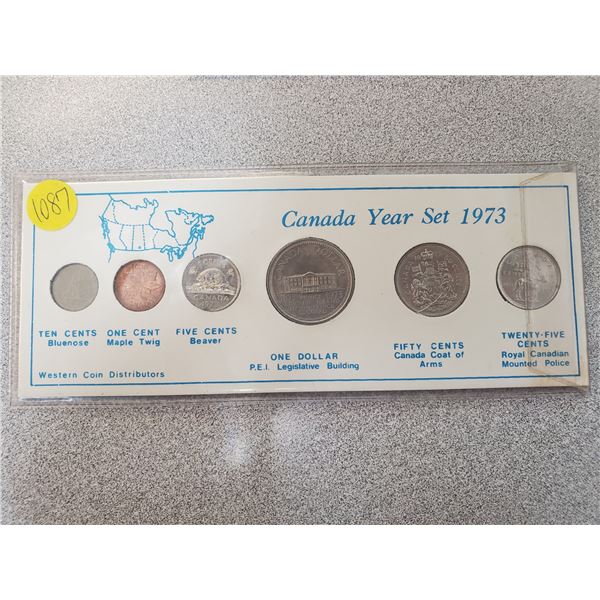 1087
Canada Year Set 1973
TEN CENTS
Bluenose
ONE CENT
Maple Twig
FIVE CENTS
Beaver
ONE DOLLAR
P.E.I. Legislative Building
FIFTY CENTS
Canada Coat of
Arms
TWENTY-FIVE
CENTS
Royal Canadian
Mounted Police
Western Coin Distributors
CANADA